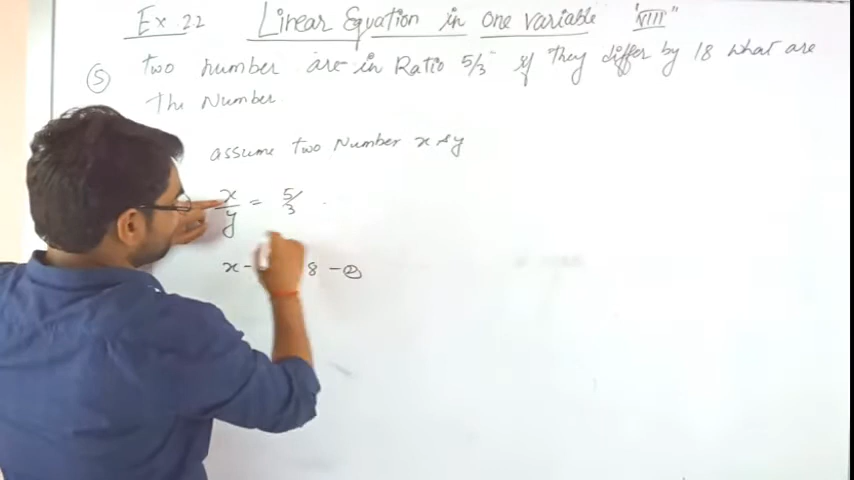 Ex 2.2 Linear Equation in One Variable "VIII"
5 Two number are in Ratio 5/3 if They differ by 18 what are
The Number
assume two Number x & y
x/y = 5/3
x - 8 - 2